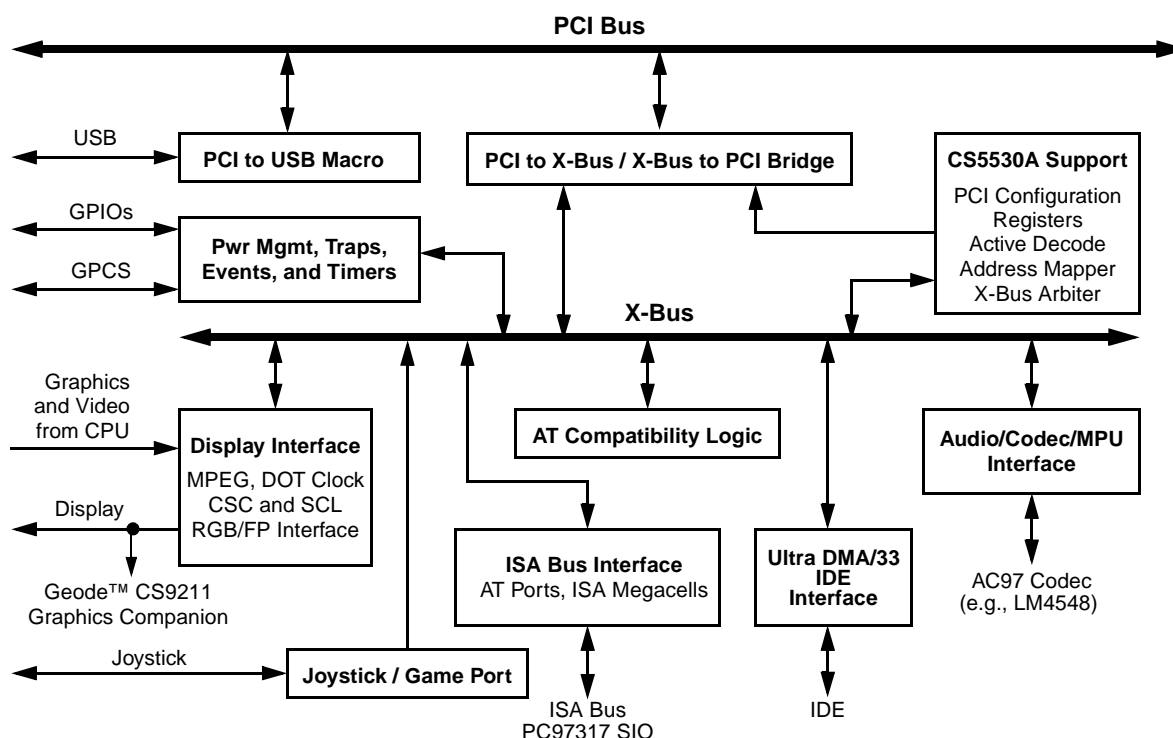 PCI Bus
USB
PCI to USB Macro
PCI to X-Bus / X-Bus to PCI Bridge
CS5530A Support
PCI Configuration
Registers
Active Decode
Address Mapper
X-Bus Arbiter
GPIOs
GPCS
Pwr Mgmt, Traps,
Events, and Timers
X-Bus
Graphics
and Video
from CPU
Display Interface
MPEG, DOT Clock
CSC and SCL
RGB/FP Interface
AT Compatibility Logic
Audio/Codec/MPU
Interface
Display
Geode™ CS9211
Graphics Companion
ISA Bus Interface
AT Ports, ISA Megacells
Ultra DMA/33
IDE
Interface
AC97 Codec
(e.g., LM4548)
Joystick
Joystick / Game Port
ISA Bus
PC97317 SIO
IDE